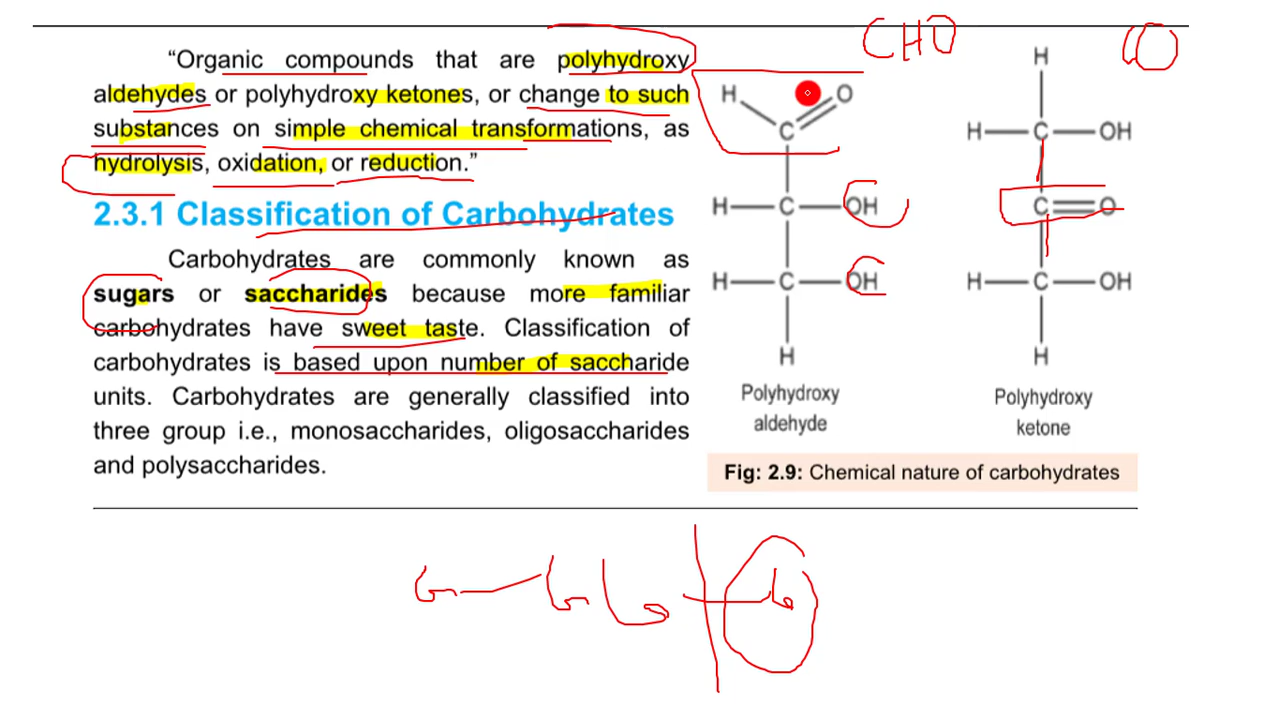 “Organic compounds that are polyhydroxy
aldehydes or polyhydroxy ketones, or change to such
substances on simple chemical transformations, as
hydrolysis, oxidation, or reduction.”
2.3.1 Classification of Carbohydrates
Carbohydrates are commonly known as
sugars or saccharides because more familiar
carbohydrates have sweet taste. Classification of
carbohydrates is based upon number of saccharide
units. Carbohydrates are generally classified into
three group i.e., monosaccharides, oligosaccharides
and polysaccharides.
CHO
H O
C
H C OH
H C OH
H
Polyhydroxy
aldehyde
H
H C OH
C O
H C OH
H
Polyhydroxy
ketone
Fig: 2.9: Chemical nature of carbohydrates